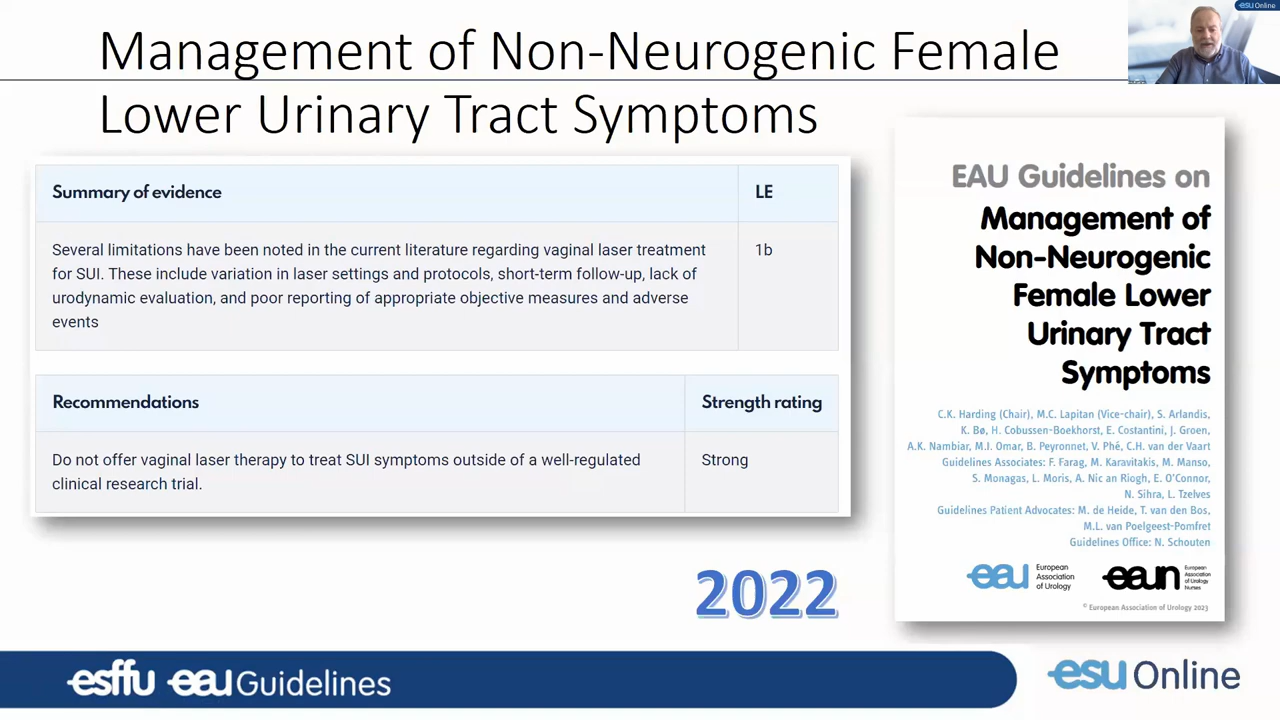 Management of Non-Neurogenic Female
Lower Urinary Tract Symptoms
esu Online
Summary of evidence LE
Several limitations have been noted in the current literature regarding vaginal laser treatment 1b
for SUI. These include variation in laser settings and protocols, short-term follow-up, lack of
urodynamic evaluation, and poor reporting of appropriate objective measures and adverse
events
Recommendations Strength rating
Do not offer vaginal laser therapy to treat SUI symptoms outside of a well-regulated Strong
clinical research trial.
2022
EAU Guidelines on
Management of
Non-Neurogenic
Female Lower
Urinary Tract
Symptoms
C.K. Harding (Chair), M.C. Lapitan (Vice-chair), S. Arlandis,
K. Bø, H. Cobussen-Boekhorst, E. Costantini, J. Groen,
A.K. Nambiar, M.I. Omar, B. Peyronnet, V. Phé, C.H. van der Vaart
Guidelines Associates: F. Farag, M. Karavitakis, M. Manso,
S. Monagas, L. Moris, A. Nic an Riogh, E. O'Connor,
N. Sihra, L. Tzelves
Guidelines Patient Advocates: M. de Heide, T. van den Bos,
M.L. van Poelgeest-Pomfret
Guidelines Office: N. Schouten
eau European
Association
of Urology
eaun European
Association
of Urology
Nurses
© European Association of Urology 2023
esffu eau Guidelines
esu Online